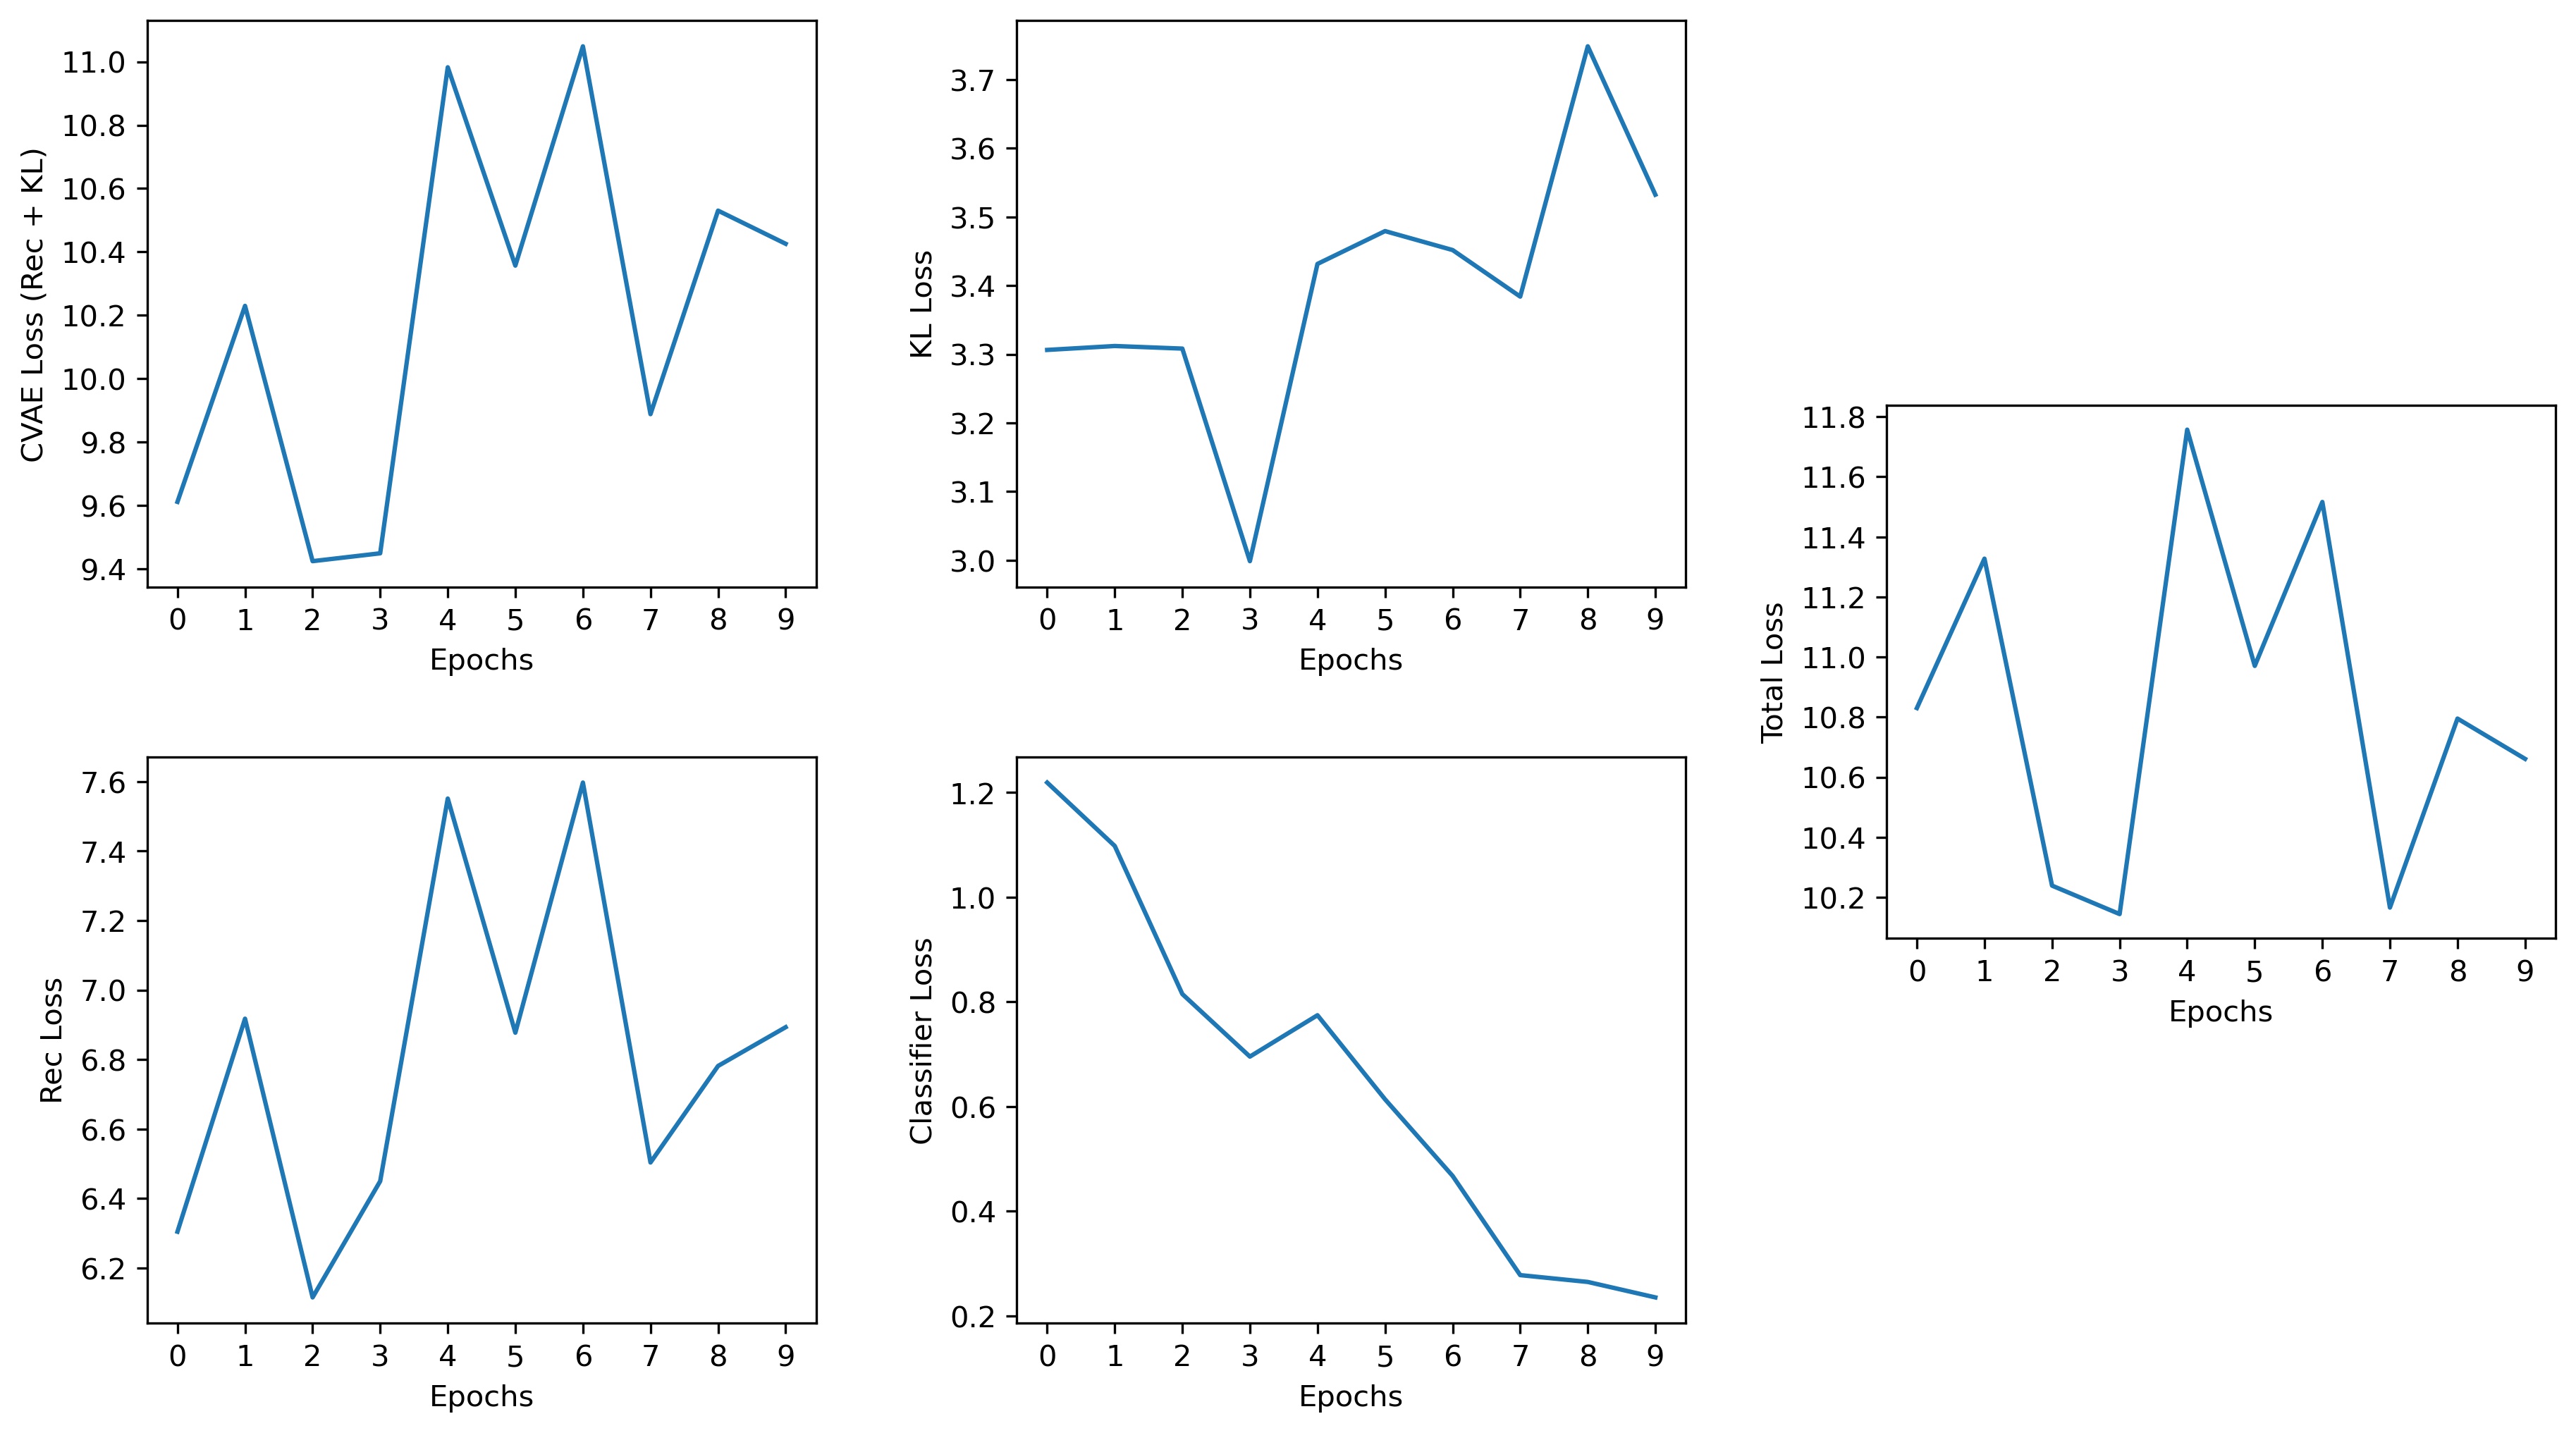 CVAE Loss (Rec + KL)
11.0
10.8
10.6
10.4
10.2
10.0
9.8
9.6
9.4
0 1 2 3 4 5 6 7 8 9
Epochs
KL Loss
3.7
3.6
3.5
3.4
3.3
3.2
3.1
3.0
0 1 2 3 4 5 6 7 8 9
Epochs
Total Loss
11.8
11.6
11.4
11.2
11.0
10.8
10.6
10.4
10.2
0 1 2 3 4 5 6 7 8 9
Epochs
Rec Loss
7.6
7.4
7.2
7.0
6.8
6.6
6.4
6.2
0 1 2 3 4 5 6 7 8 9
Epochs
Classifier Loss
1.2
1.0
0.8
0.6
0.4
0.2
0 1 2 3 4 5 6 7 8 9
Epochs